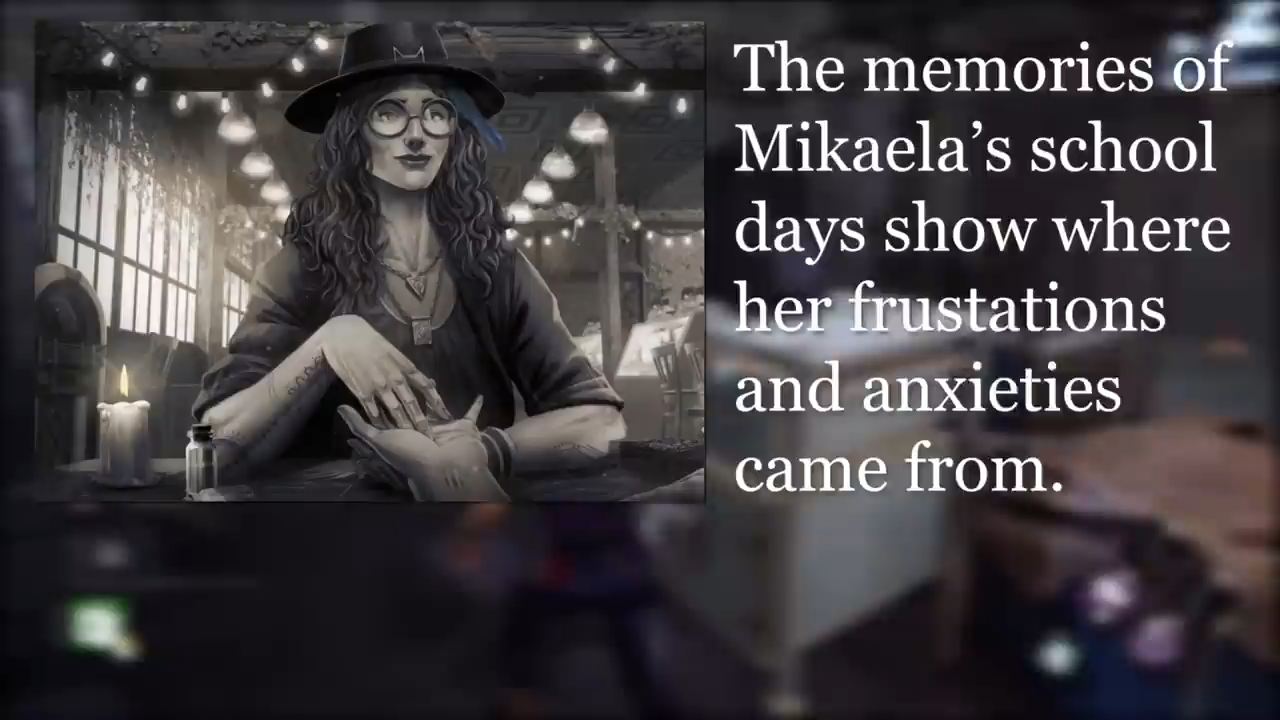 The memories of
Mikaela’s school
days show where
her frustations
and anxieties
came from.